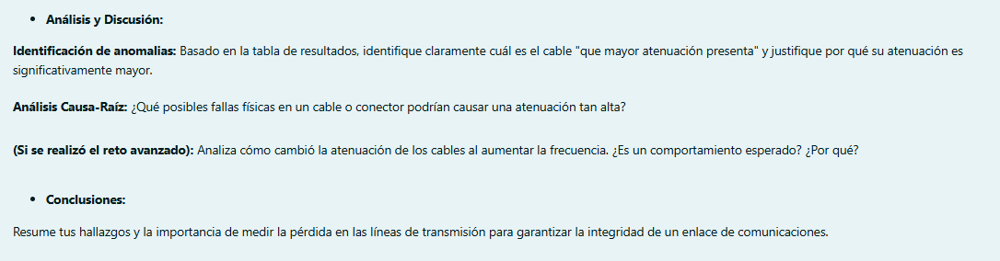 • Análisis y Discusión:
Identificación de anomalias: Basado en la tabla de resultados, identifique claramente cuál es el cable "que mayor atenuación presenta" y justifique por qué su atenuación es
significativamente mayor.
Análisis Causa-Raíz: ¿Qué posibles fallas físicas en un cable o conector podrían causar una atenuación tan alta?
(Si se realizó el reto avanzado): Analiza cómo cambió la atenuación de los cables al aumentar la frecuencia. ¿Es un comportamiento esperado? ¿Por qué?
• Conclusiones:
Resume tus hallazgos y la importancia de medir la pérdida en las líneas de transmisión para garantizar la integridad de un enlace de comunicaciones.